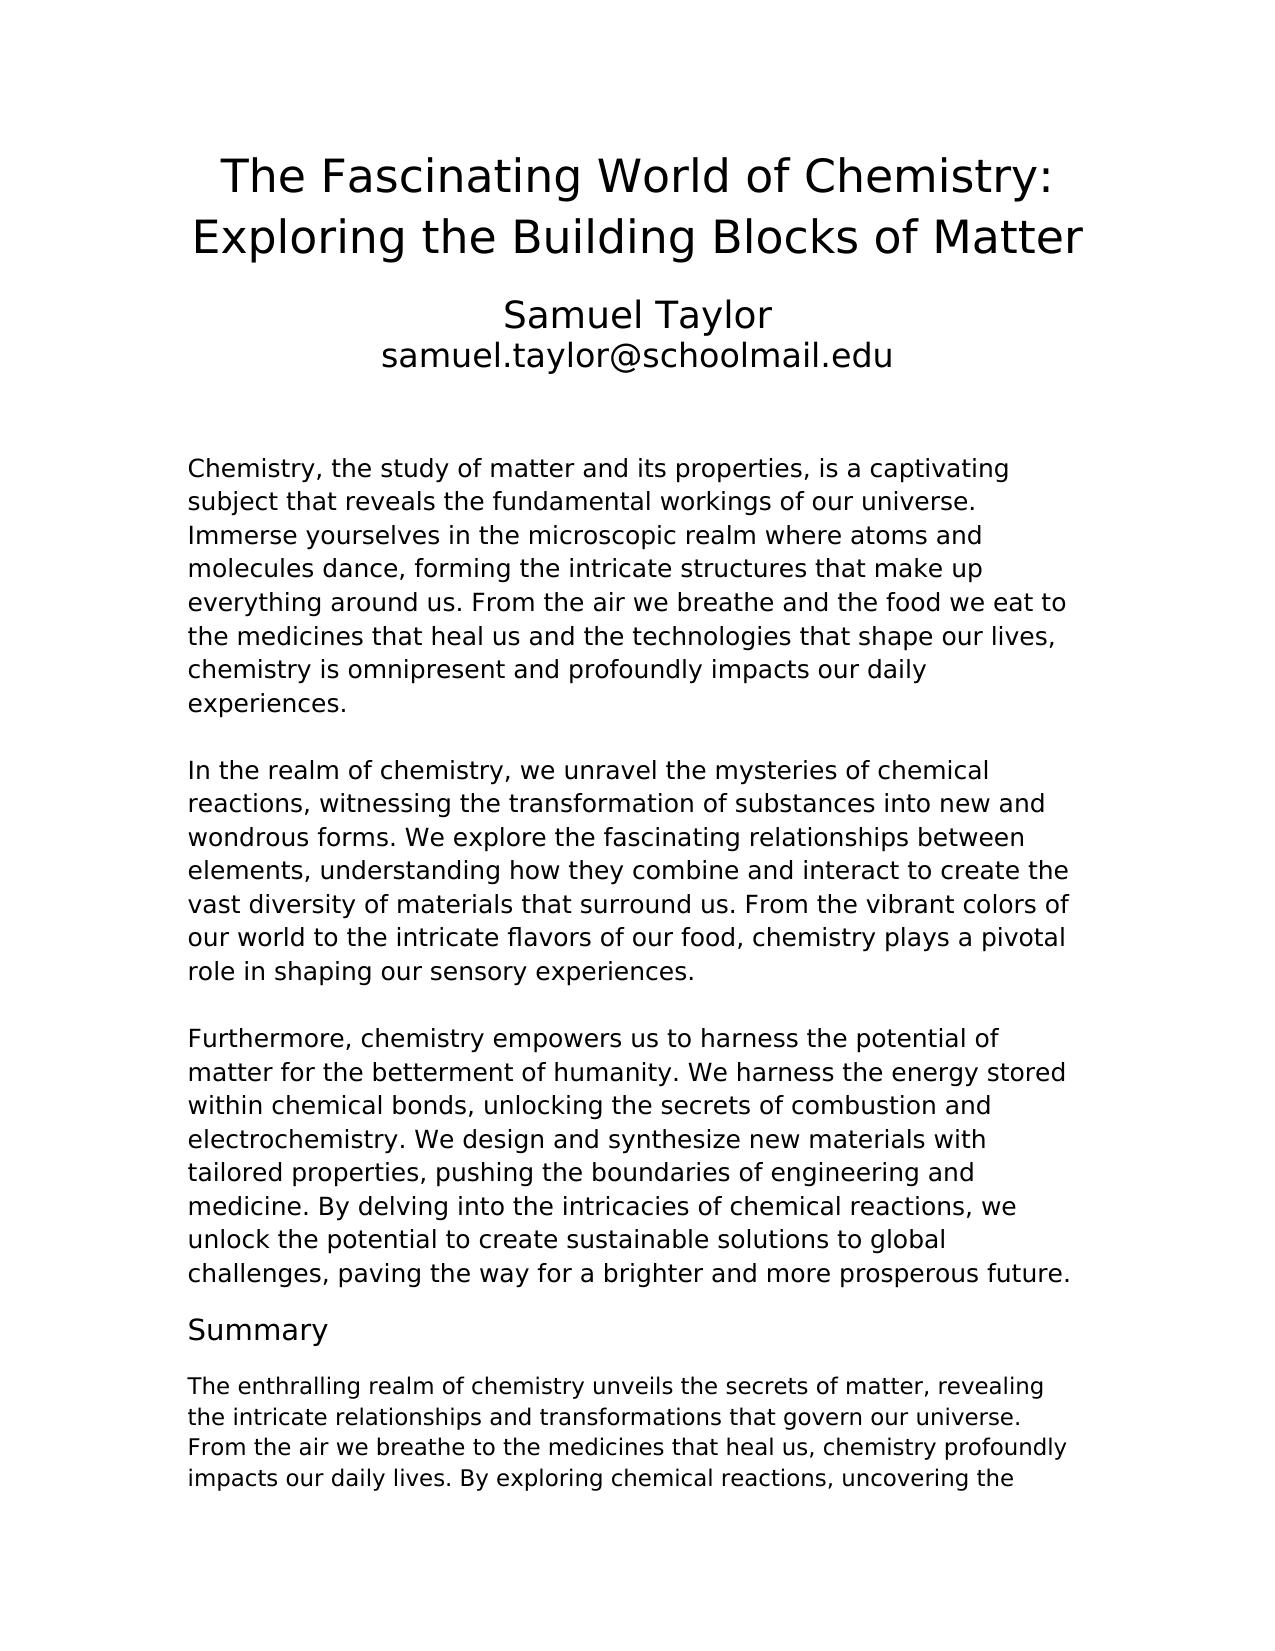 The Fascinating World of Chemistry:
Exploring the Building Blocks of Matter
Samuel Taylor
samuel.taylor@schoolmail.edu
Chemistry, the study of matter and its properties, is a captivating
subject that reveals the fundamental workings of our universe.
Immerse yourselves in the microscopic realm where atoms and
molecules dance, forming the intricate structures that make up
everything around us. From the air we breathe and the food we eat to
the medicines that heal us and the technologies that shape our lives,
chemistry is omnipresent and profoundly impacts our daily
experiences.
In the realm of chemistry, we unravel the mysteries of chemical
reactions, witnessing the transformation of substances into new and
wondrous forms. We explore the fascinating relationships between
elements, understanding how they combine and interact to create the
vast diversity of materials that surround us. From the vibrant colors of
our world to the intricate flavors of our food, chemistry plays a pivotal
role in shaping our sensory experiences.
Furthermore, chemistry empowers us to harness the potential of
matter for the betterment of humanity. We harness the energy stored
within chemical bonds, unlocking the secrets of combustion and
electrochemistry. We design and synthesize new materials with
tailored properties, pushing the boundaries of engineering and
medicine. By delving into the intricacies of chemical reactions, we
unlock the potential to create sustainable solutions to global
challenges, paving the way for a brighter and more prosperous future.
Summary
The enthralling realm of chemistry unveils the secrets of matter, revealing
the intricate relationships and transformations that govern our universe.
From the air we breathe to the medicines that heal us, chemistry profoundly
impacts our daily lives. By exploring chemical reactions, uncovering the